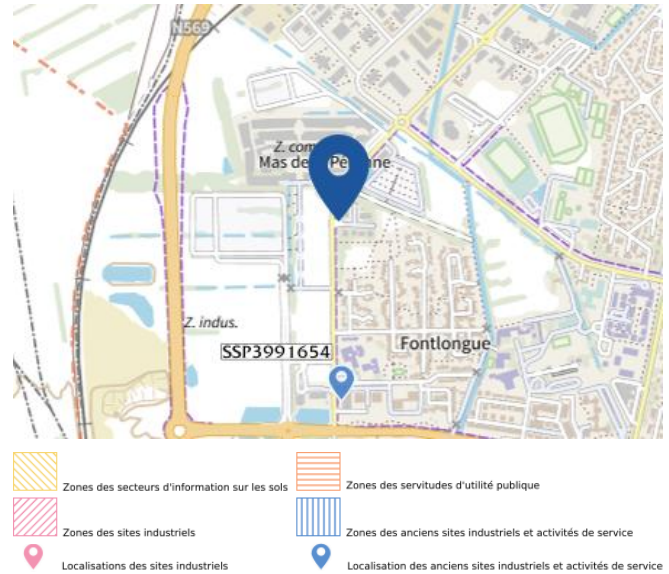 N569
Z. com
Mas de Pé ne
Z. indus.
SSP3991654
Fontlongue
Zones des secteurs d'information sur les sols
Zones des servitudes d'utilité publique
Zones des sites industriels
Zones des anciens sites industriels et activités de service
Localisations des sites industriels
Localisation des anciens sites industriels et activités de service